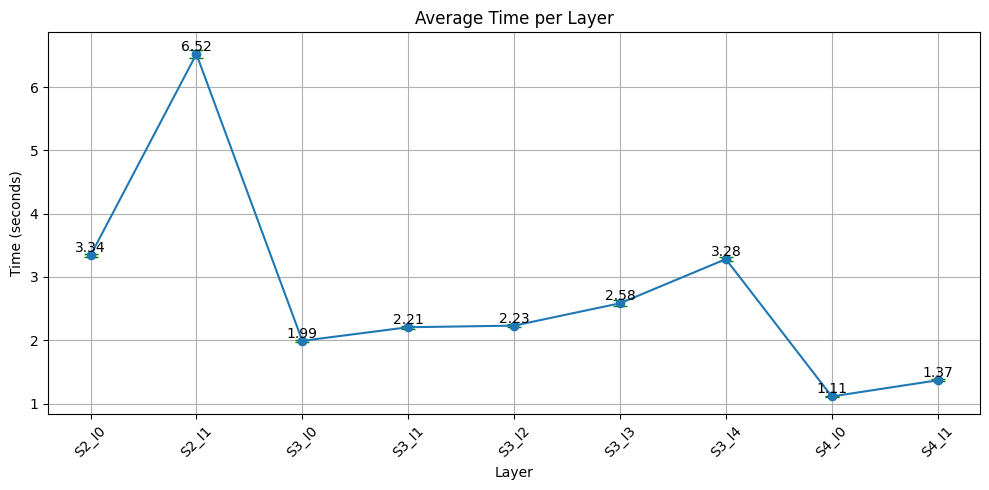 Average Time per Layer
Time (seconds)
6
5
4
3
2
1
3.34
6.52
1.99
2.21
2.23
2.58
3.28
1.11
1.37
S2_l0
S2_l1
S3_l0
S3_l1
S3_l2
S3_l3
S3_l4
S4_l0
S4_l1
Layer